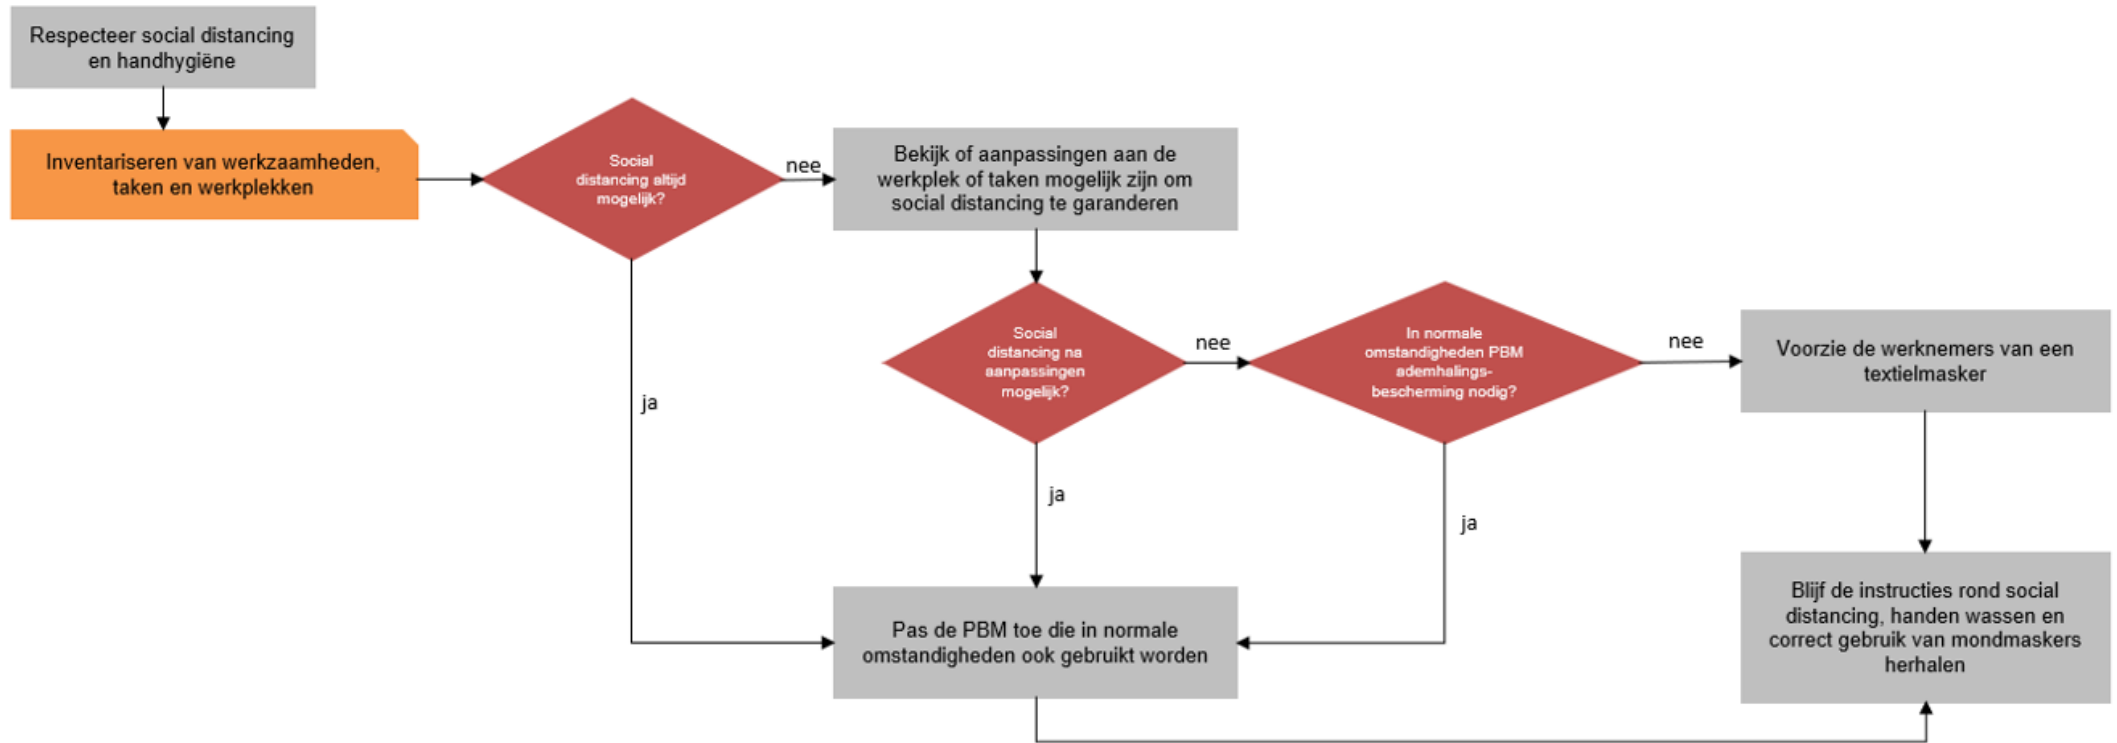 Respecteer social distancing
en handhygiëne
Inventariseren van werkzaamheden,
taken en werkplekken
Social
distancing altijd
mogelijk?
nee
Bekijk of aanpassingen aan de
werkplek of taken mogelijk zijn om
social distancing te garanderen
ja
Social
distancing na
aanpassingen
mogelijk?
nee
In normale
omstandigheden PBM
ademhalings-
bescherming nodig?
nee
Voorzie de werknemers van een
textielmasker
ja
ja
Pas de PBM toe die in normale
omstandigheden ook gebruikt worden
Blijf de instructies rond social
distancing, handen wassen en
correct gebruik van mondmaskers
herhalen